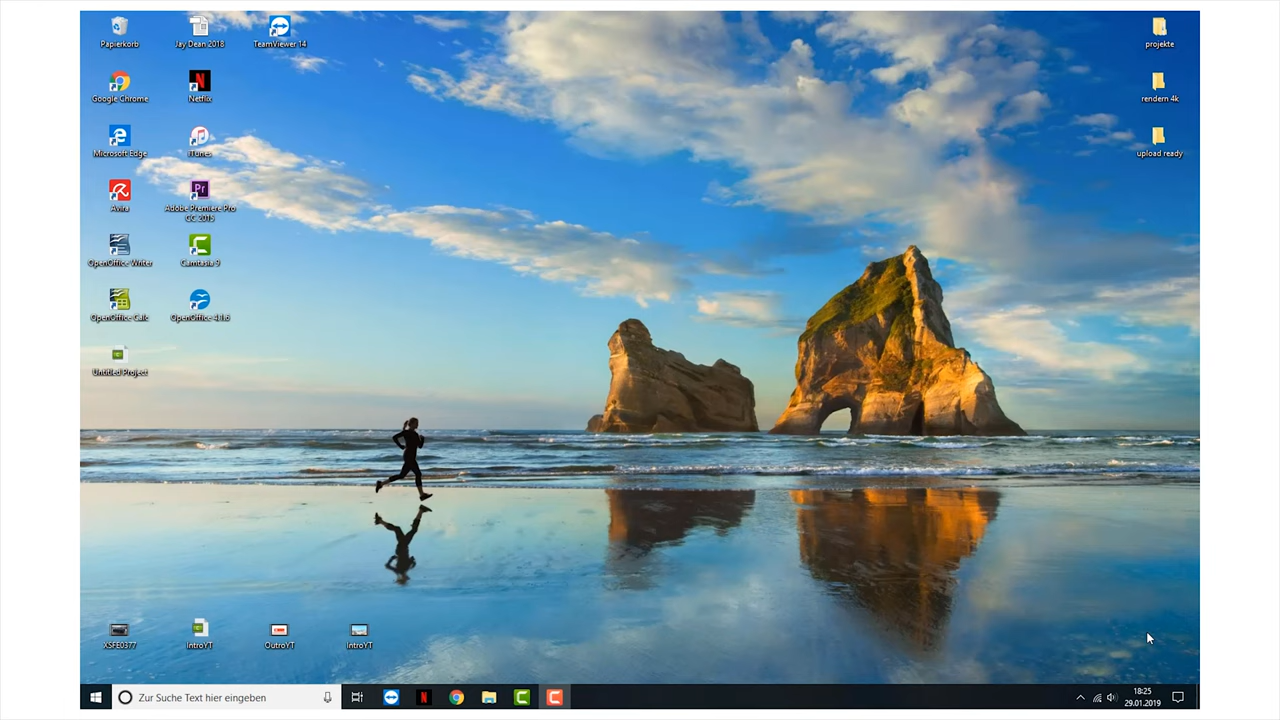 Papierkorb
Jay Dean 2018
TeamViewer 14
projekte
Google Chrome
Netflix
rendern 4k
Microsoft Edge
iTunes
upload ready
Avira
Adobe Premiere Pro
CC 2015
OpenOffice Writer
Camtasia 9
OpenOffice Calc
OpenOffice 4.1.6
Untitled Project
XSFE0377
IntroYT
OutroYT
IntroYT
Zur Suche Text hier eingeben
18:25
29.01.2019